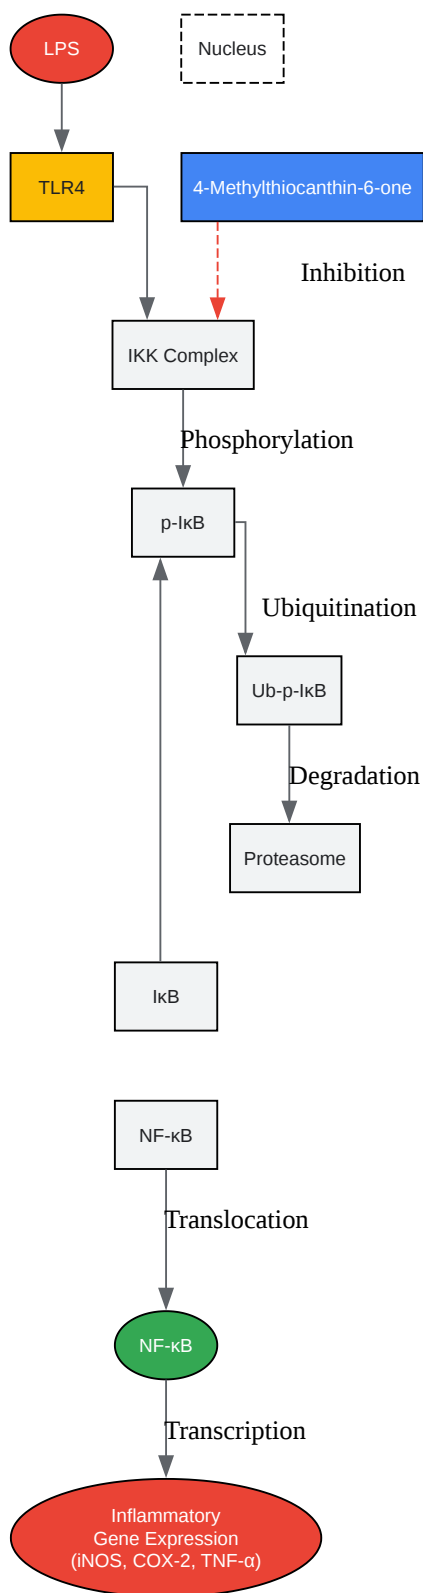 LPS
Nucleus
TLR4
4-Methylthiocanthin-6-one
Inhibition
IKK Complex
Phosphorylation
p-IκB
Ubiquitination
Ub-p-IκB
Degradation
Proteasome
IκB
NF-κB
Translocation
NF-κB
Transcription
Inflammatory
Gene Expression
(iNOS, COX-2, TNF-α)